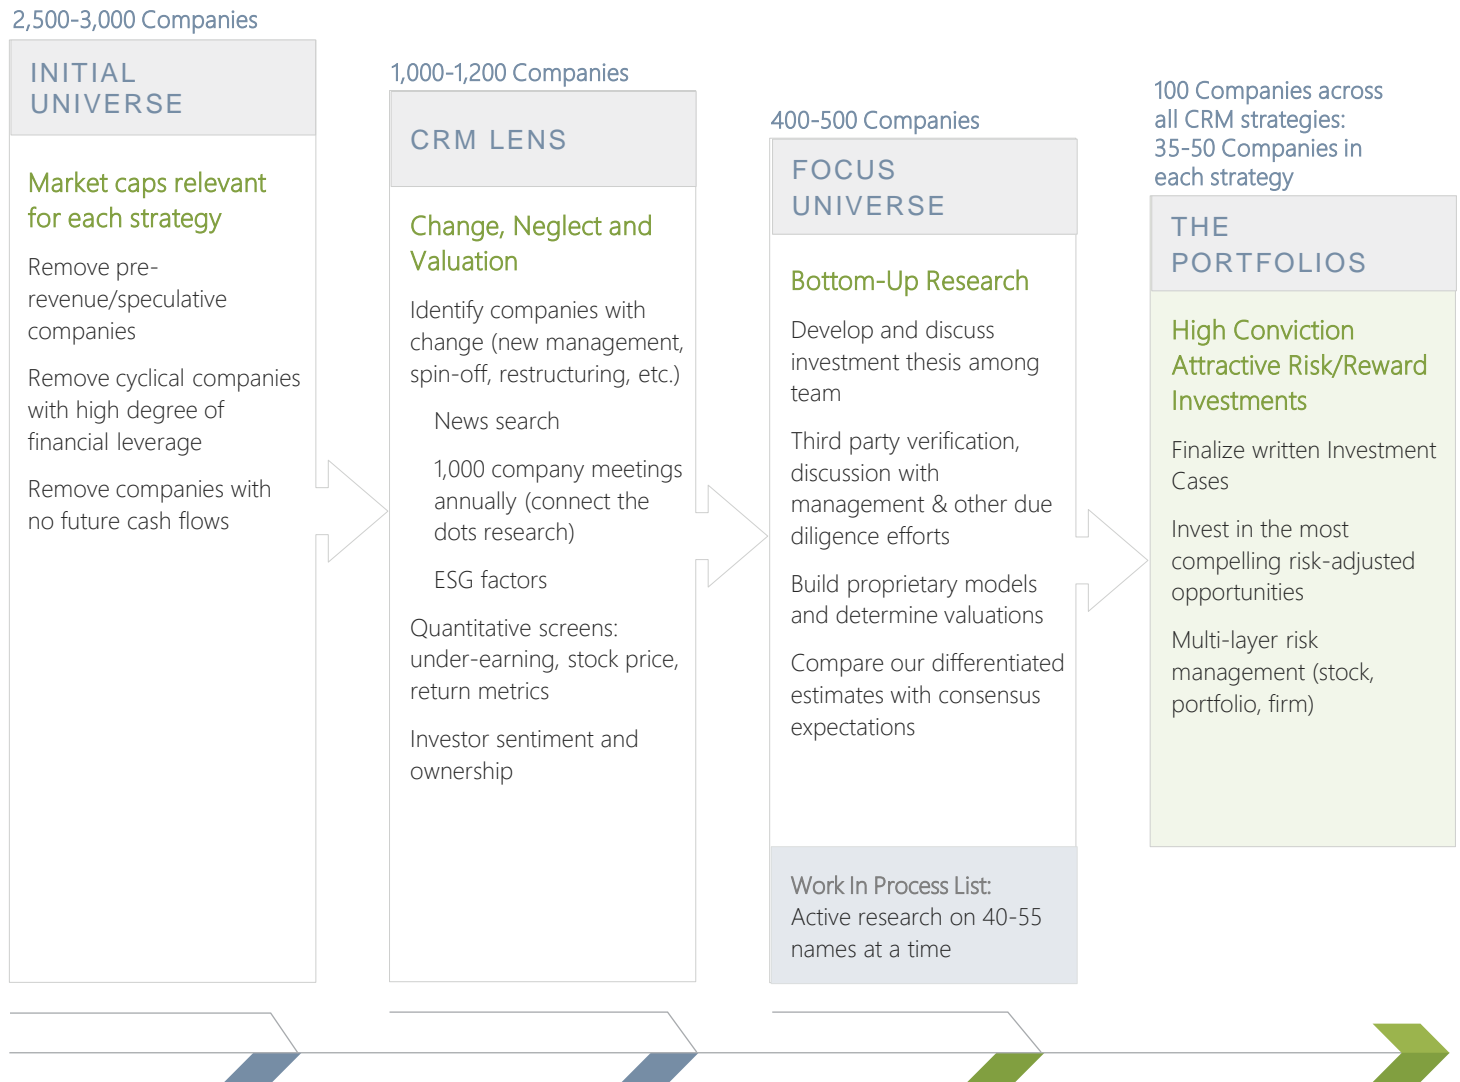 2,500-3,000 Companies
INITIAL
UNIVERSE
Market caps relevant
for each strategy
Remove pre-
revenue/speculative
companies
Remove cyclical companies
with high degree of
financial leverage
Remove companies with
no future cash flows
1,000-1,200 Companies
CRM LENS
Change, Neglect and
Valuation
Identify companies with
change (new management,
spin-off, restructuring, etc.)
News search
1,000 company meetings
annually (connect the
dots research)
ESG factors
Quantitative screens:
under-earning, stock price,
return metrics
Investor sentiment and
ownership
400-500 Companies
FOCUS
UNIVERSE
Bottom-Up Research
Develop and discuss
investment thesis among
team
Third party verification,
discussion with
management & other due
diligence efforts
Build proprietary models
and determine valuations
Compare our differentiated
estimates with consensus
expectations
Work In Process List:
Active research on 40-55
names at a time
100 Companies across
all CRM strategies:
35-50 Companies in
each strategy
THE
PORTFOLIOS
High Conviction
Attractive Risk/Reward
Investments
Finalize written Investment
Cases
Invest in the most
compelling risk-adjusted
opportunities
Multi-layer risk
management (stock,
portfolio, firm)